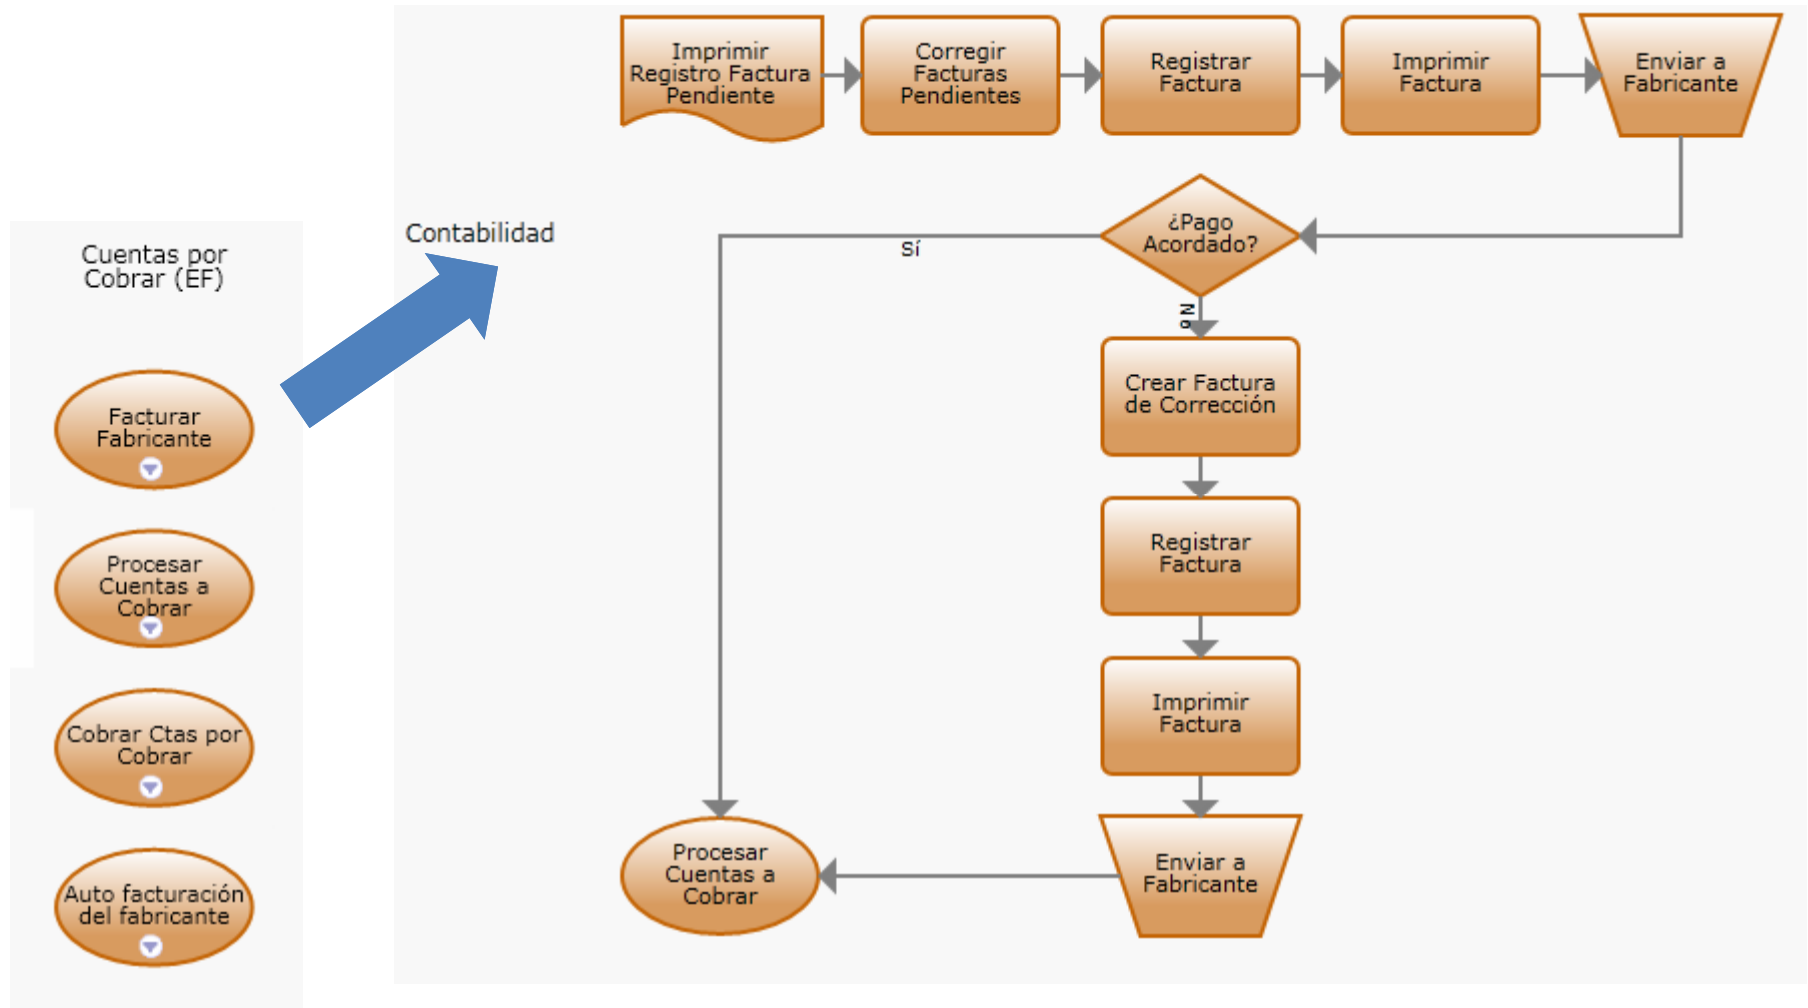 Imprimir
Registro Factura
Pendiente
Corregir
Facturas
Pendientes
Registrar
Factura
Imprimir
Factura
Enviar a
Fabricante
Contabilidad
¿Pago
Acordado?
Sí
No
Crear Factura
de Corrección
Registrar
Factura
Imprimir
Factura
Enviar a
Fabricante
Procesar
Cuentas a
Cobrar
Cuentas por
Cobrar (EF)
Facturar
Fabricante
Procesar
Cuentas a
Cobrar
Cobrar Ctas por
Cobrar
Auto facturación
del fabricante